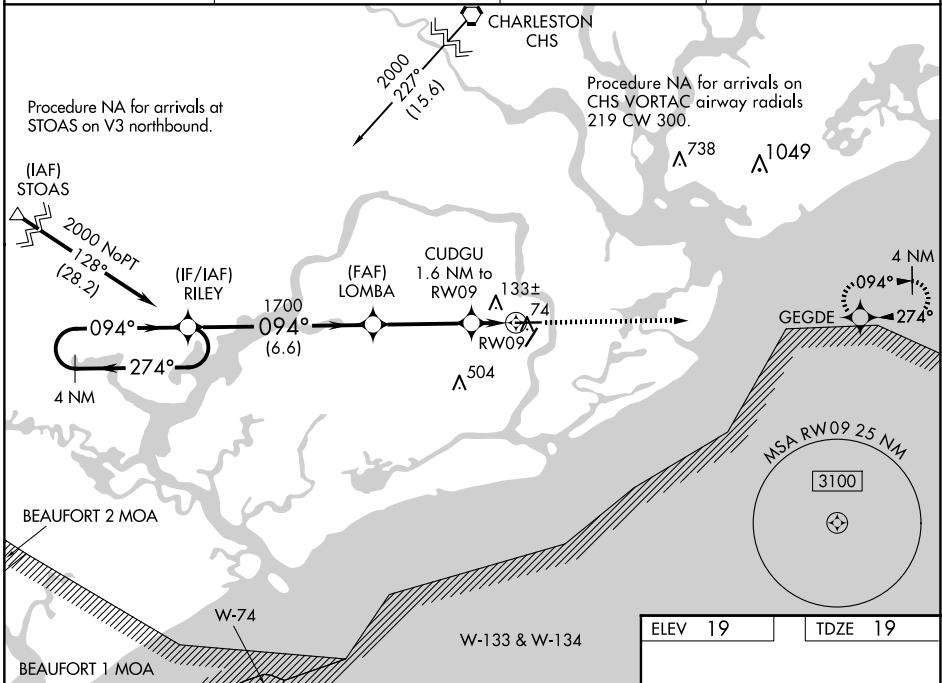 CHARLESTON
CHS
2000
227°
(15.6)
Procedure NA for arrivals at
STOAS on V3 northbound.
Procedure NA for arrivals on
CHS VORTAC airway radials
219 CW 300.
738
1049
(IAF)
STOAS
2000 NoPT
128°
(28.2)
(IF/IAF)
RILEY
1700
094°
(6.6)
094°
274°
4 NM
(FAF)
LOMBA
CUDGU
1.6 NM to
RW09
133±
74
RW09
504
4 NM
094°
274°
GEGDE
MSA RW09 25 NM
3100
BEAUFORT 2 MOA
W-74
W-133 & W-134
BEAUFORT 1 MOA
ELEV 19
TDZE 19